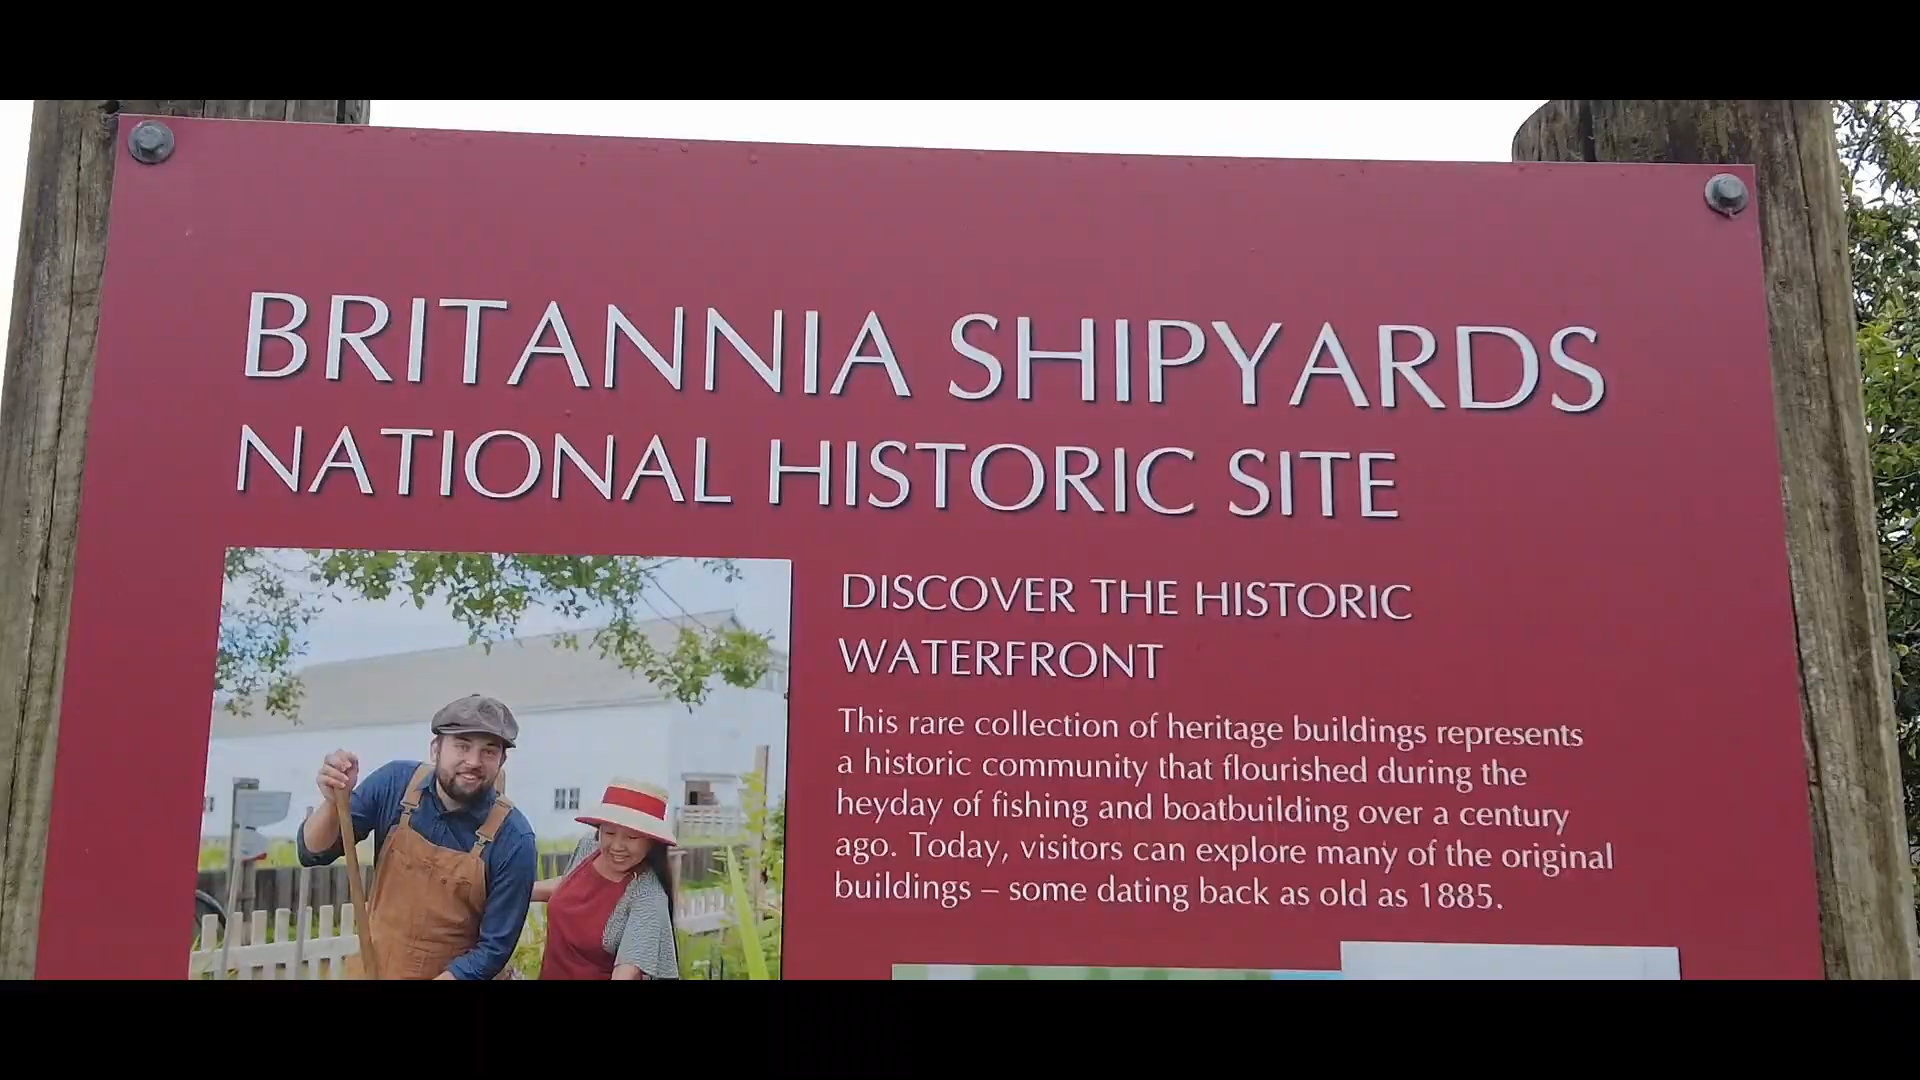 BRITANNIA SHIPYARDS
NATIONAL HISTORIC SITE
DISCOVER THE HISTORIC
WATERFRONT
This rare collection of heritage buildings represents
a historic community that flourished during the
heyday of fishing and boatbuilding over a century
ago. Today, visitors can explore many of the original
buildings – some dating back as old as 1885.